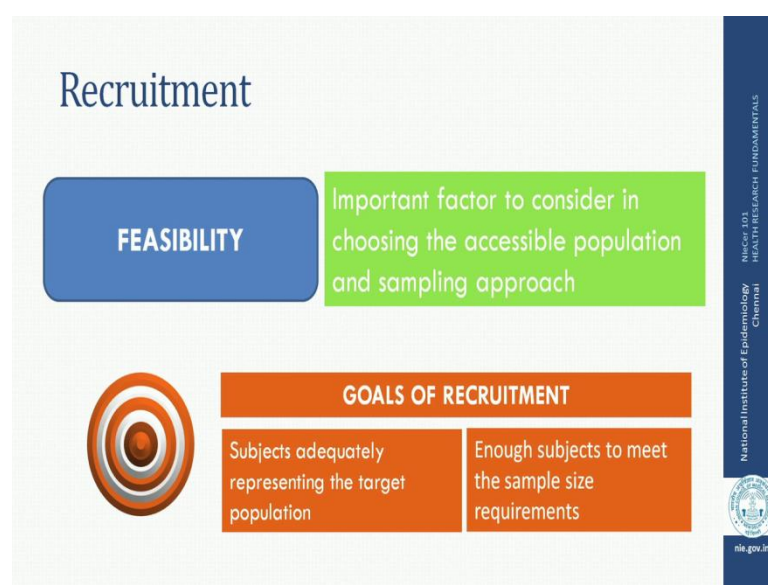 Recruitment
FEASIBILITY
Important factor to consider in
choosing the accessible population
and sampling approach
GOALS OF RECRUITMENT
Subjects adequately
representing the target
population
Enough subjects to meet
the sample size
requirements
NieCer 101
HEALTH RESEARCH FUNDAMENTALS
National Institute of Epidemiology
Chennai
nie.gov.in